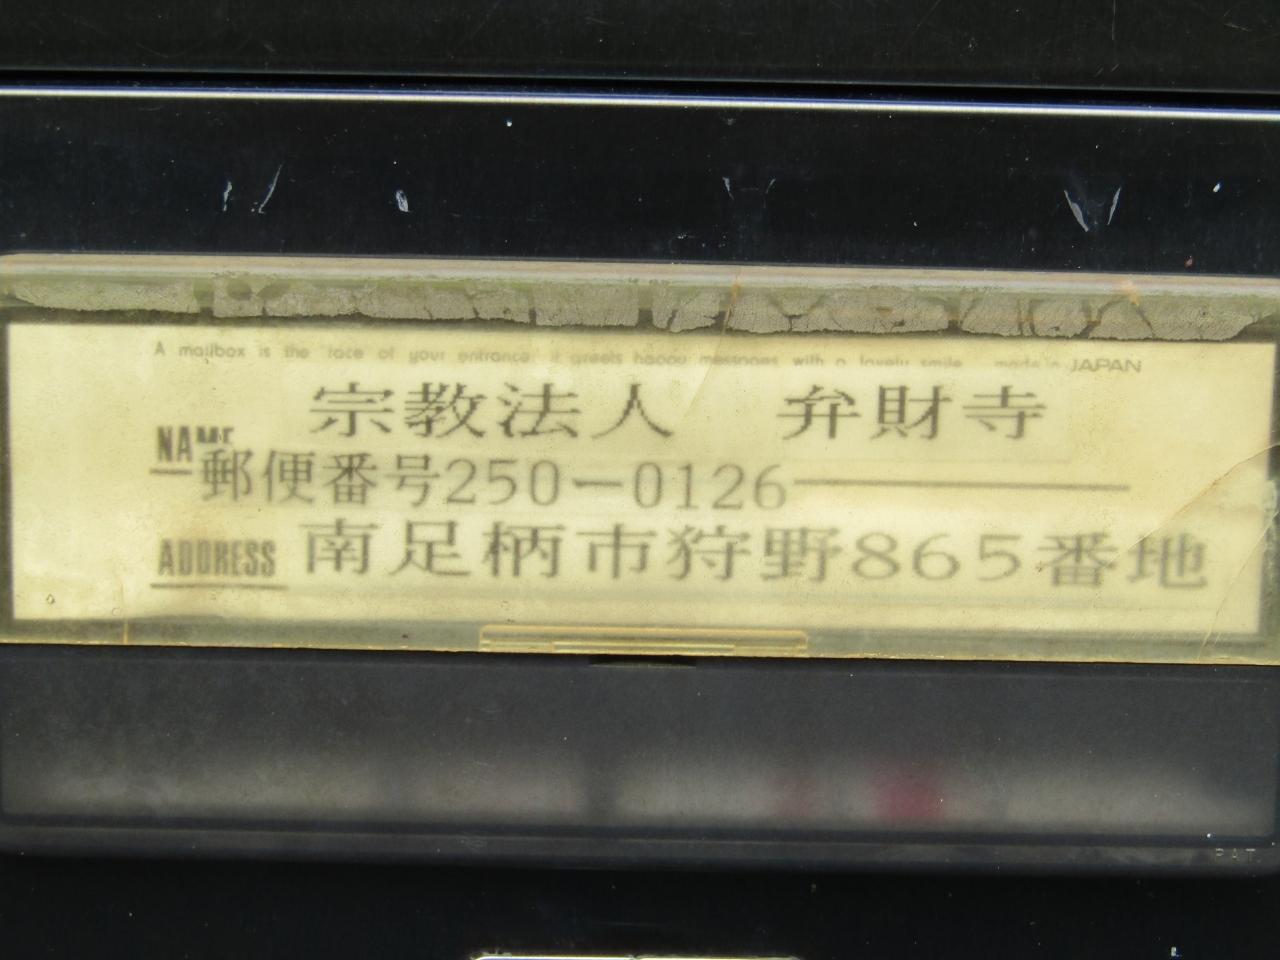 A mailbox is the face of your entrance, it greets happy messages with a lovely smile made in JAPAN
宗教法人 弁財寺
NAME
郵便番号250-0126
ADDRESS 南足柄市狩野865番地
PAT.